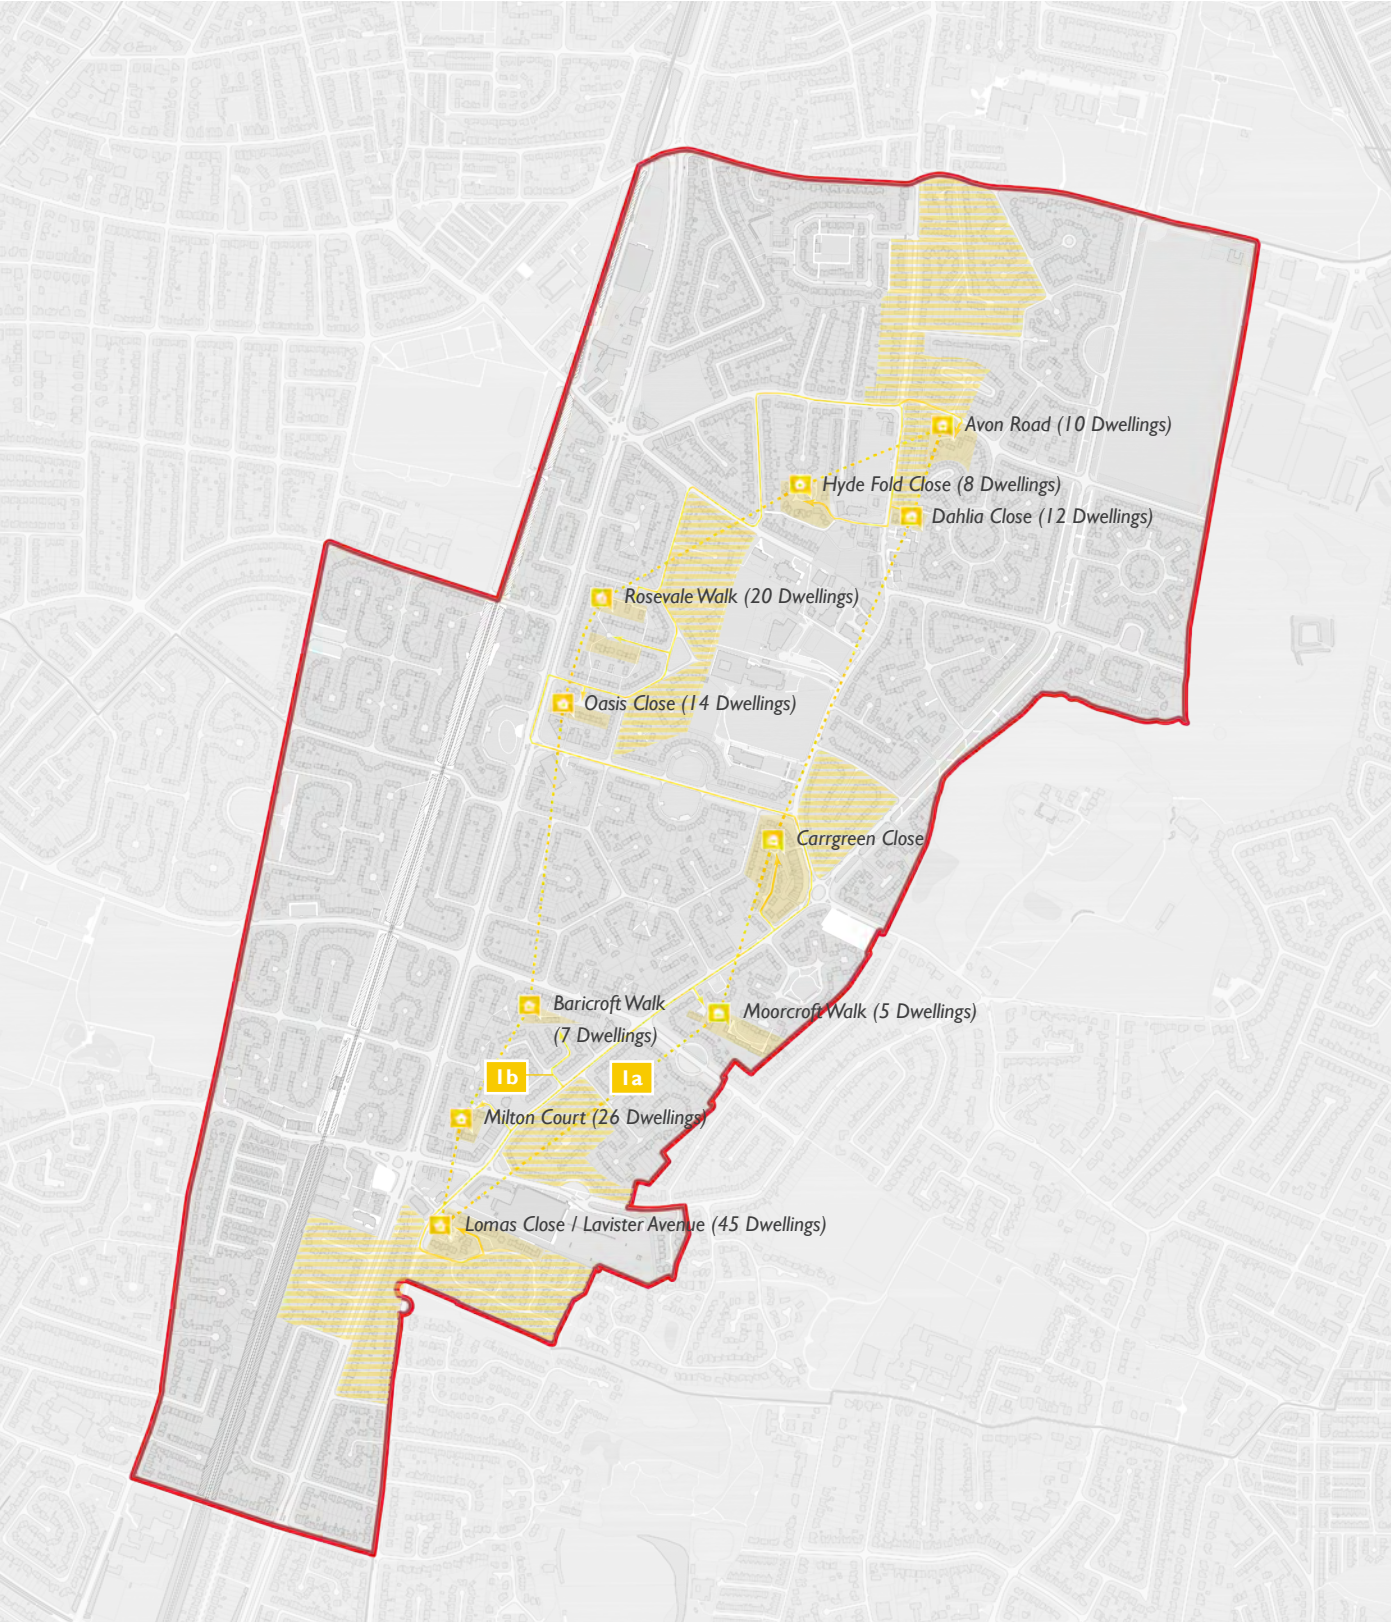 Avon Road (10 Dwellings)
Hyde Fold Close (8 Dwellings)
Dahlia Close (12 Dwellings)
Rosevale Walk (20 Dwellings)
Oasis Close (14 Dwellings)
Carrgreen Close
Baricroft Walk
(7 Dwellings)
Moorcroft Walk (5 Dwellings)
1b
1a
Milton Court (26 Dwellings)
Lomas Close / Lavister Avenue (45 Dwellings)